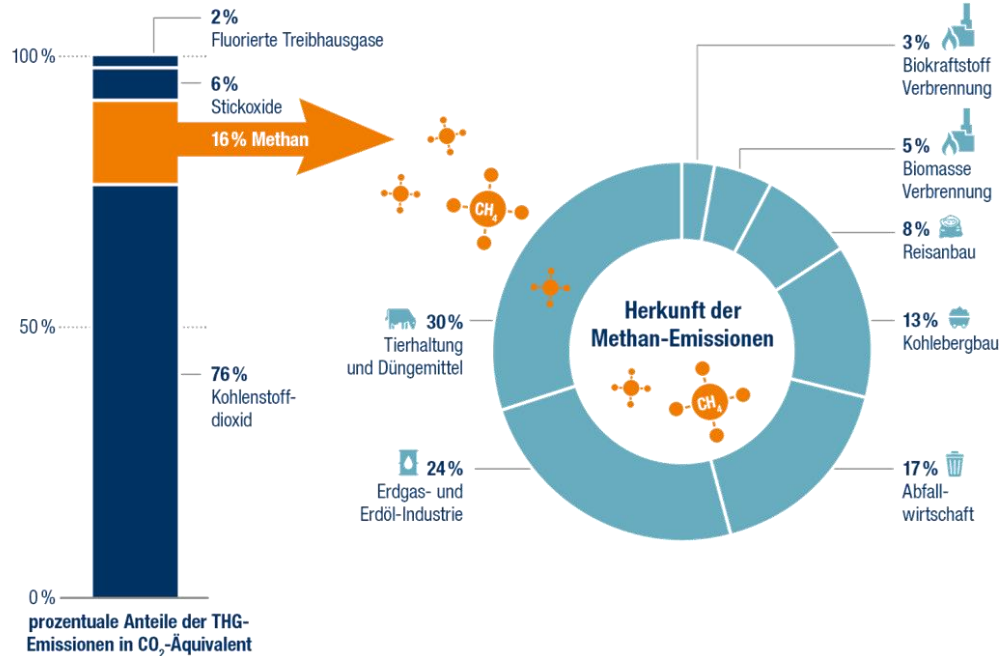 2%
Fluorierte Treibhausgase
100%
6%
Stickoxide
16% Methan
50%
76%
Kohlenstoff-
dioxid
0%
prozentuale Anteile der THG-
Emissionen in CO₂-Äquivalent
CH₄
3%
Biokraftstoff
Verbrennung
5%
Biomasse
Verbrennung
8%
Reisanbau
13%
Kohlebergbau
17%
Abfall-
wirtschaft
24%
Erdgas- und
Erdöl-Industrie
30%
Tierhaltung
und Düngemittel
Herkunft der
Methan-Emissionen
CH₄